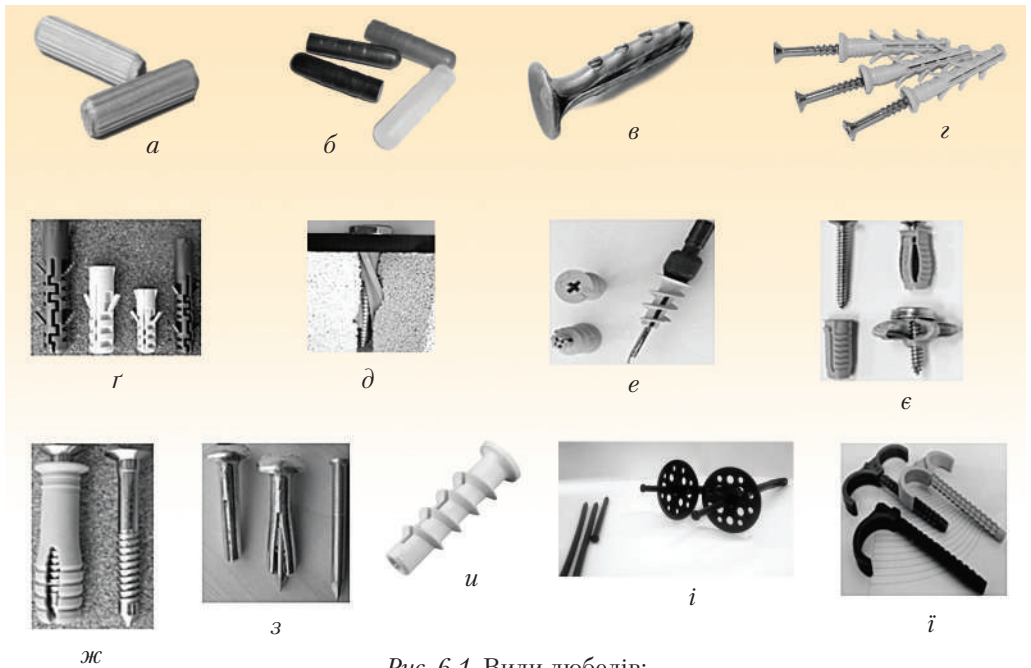 а б в г
ґ д е є
ж з и і ї
Рис. 6.1. Види дюбелів: